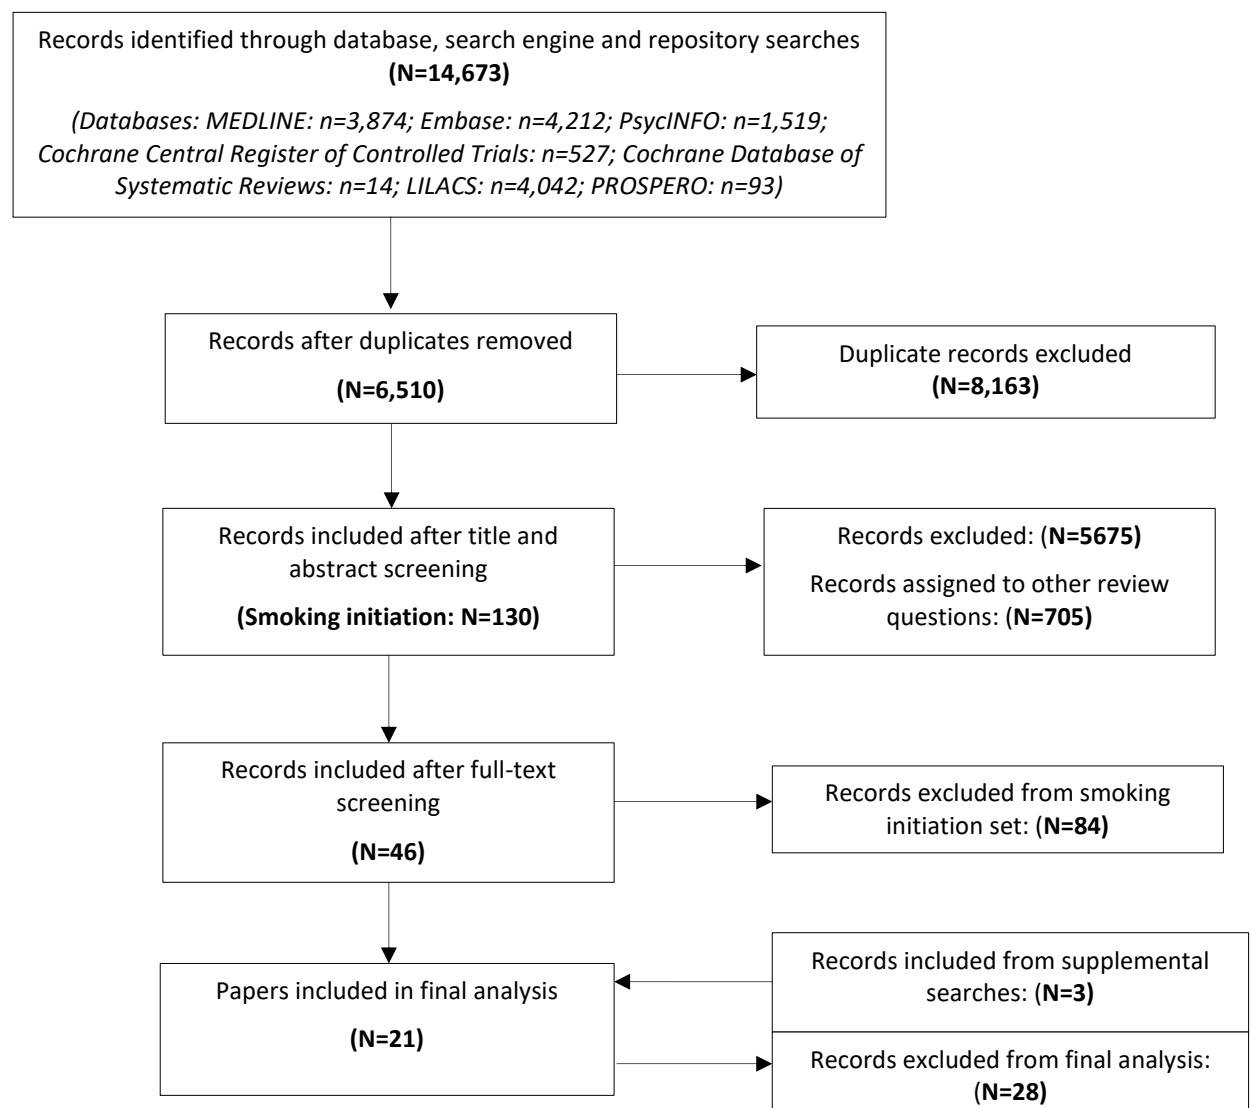 Records identified through database, search engine and repository searches
(N=14,673)
(Databases: MEDLINE: n=3,874; Embase: n=4,212; PsycINFO: n=1,519;
Cochrane Central Register of Controlled Trials: n=527; Cochrane Database of
Systematic Reviews: n=14; LILACS: n=4,042; PROSPERO: n=93)
Records after duplicates removed
(N=6,510)
Duplicate records excluded
(N=8,163)
Records included after title and
abstract screening
(Smoking initiation: N=130)
Records excluded: (N=5675)
Records assigned to other review
questions: (N=705)
Records included after full-text
screening
(N=46)
Records excluded from smoking
initiation set: (N=84)
Papers included in final analysis
(N=21)
Records included from supplemental
searches: (N=3)
Records excluded from final analysis:
(N=28)